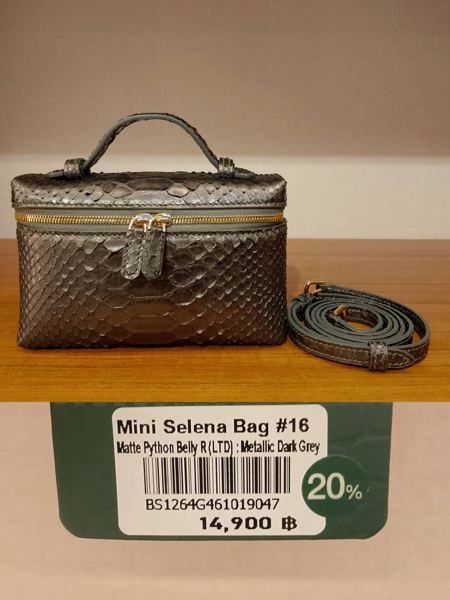 Mini Selena Bag #16
Matte Python Belly R(LTD) : Metallic Dark Grey
BS1264G461019047
14,900 ฿
20%